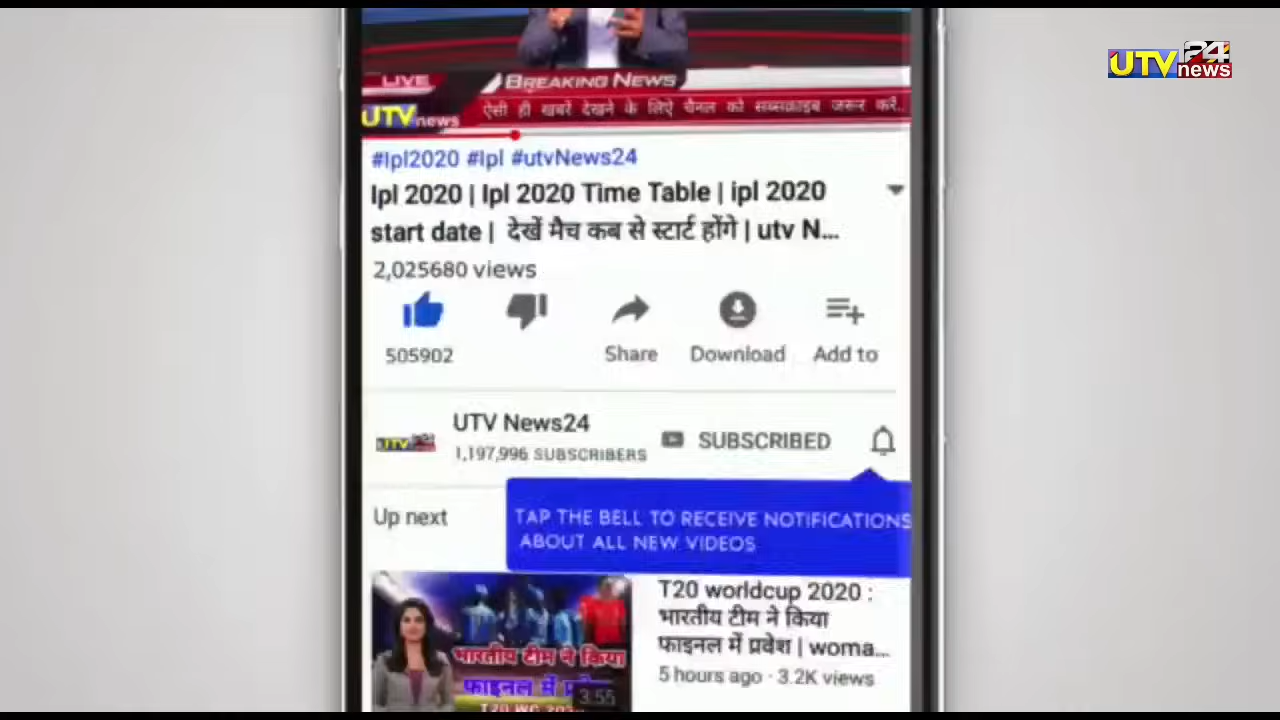 UTV 24 news
LIVE BREAKING NEWS
UTV news ऐसी ही खबरें देखने के लिऐ चैनल को सब्सक्राइब जरूर करें..
#Ipl2020 #Ipl #utvNews24
Ipl 2020 | Ipl 2020 Time Table | ipl 2020
start date | देखें मैच कब से स्टार्ट होंगे | utv N...
2,025680 views
505902 Share Download Add to
UTV News24
1,197,996 SUBSCRIBERS
SUBSCRIBED
Up next
TAP THE BELL TO RECEIVE NOTIFICATIONS
ABOUT ALL NEW VIDEOS
T20 worldcup 2020 :
भारतीय टीम ने किया
फाइनल में प्रवेश | woma...
5 hours ago · 3.2K views
भारतीय टीम ने किया
फाइनल में
3:55